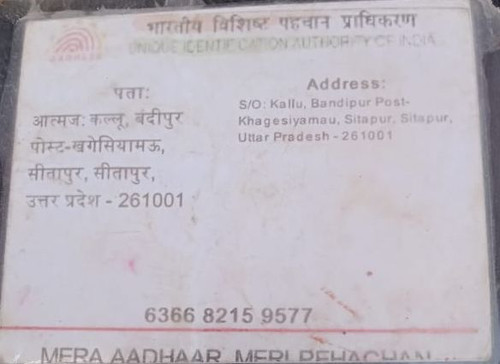 भारतीय विशिष्ट पहचान प्राधिकरण
UNIQUE IDENTIFICATION AUTHORITY OF INDIA
AADHAAR
पता:
आत्मज: कल्लू, बंदीपुर
पोस्ट-खगेसियामऊ,
सीतापुर, सीतापुर,
उत्तर प्रदेश - 261001
Address:
S/O: Kallu, Bandipur Post-
Khagesiyamau, Sitapur, Sitapur,
Uttar Pradesh - 261001
6366 8215 9577
MERA AADHAAR, MERI PEHACHAN